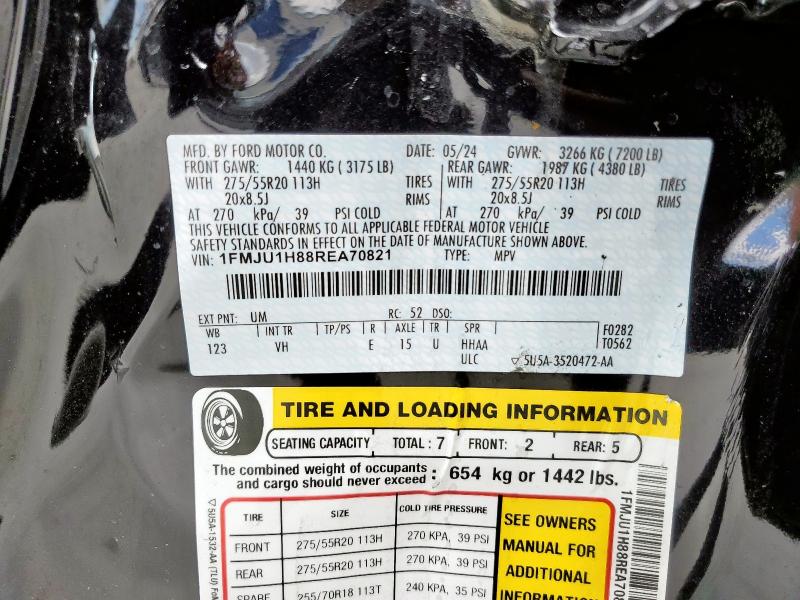 MFD. BY FORD MOTOR CO. DATE: 05/24 GVWR: 3266 KG (7200 LB)
FRONT GAWR: 1440 KG (3175 LB) REAR GAWR: 1987 KG (4380 LB)
WITH 275/55R20 113H TIRES WITH 275/55R20 113H TIRES
20x8.5J RIMS 20x8.5J RIMS
AT 270 kPa/ 39 PSI COLD AT 270 kPa/ 39 PSI COLD
THIS VEHICLE CONFORMS TO ALL APPLICABLE FEDERAL MOTOR VEHICLE
SAFETY STANDARDS IN EFFECT ON THE DATE OF MANUFACTURE SHOWN ABOVE.
VIN: 1FMJU1H88REA70821 TYPE: MPV
EXT PNT: UM RC: 52 DSO:
WB INT TR TP/PS R AXLE TR SPR F0282
123 VH E 15 U HHAA T0562
ULC ▽5U5A-3520472-AA
TIRE AND LOADING INFORMATION
SEATING CAPACITY TOTAL: 7 FRONT: 2 REAR: 5
The combined weight of occupants and cargo should never exceed : 654 kg or 1442 lbs.
TIRE SIZE COLD TIRE PRESSURE
FRONT 275/55R20 113H 270 KPA, 39 PSI
REAR 275/55R20 113H 270 KPA, 39 PSI
SPARE 255/70R18 113T 240 KPA, 35 PSI
SEE OWNERS
MANUAL FOR
ADDITIONAL
INFORMATION
▽5U5A-1532-AA (TLU)
1FMJU1H88REA708